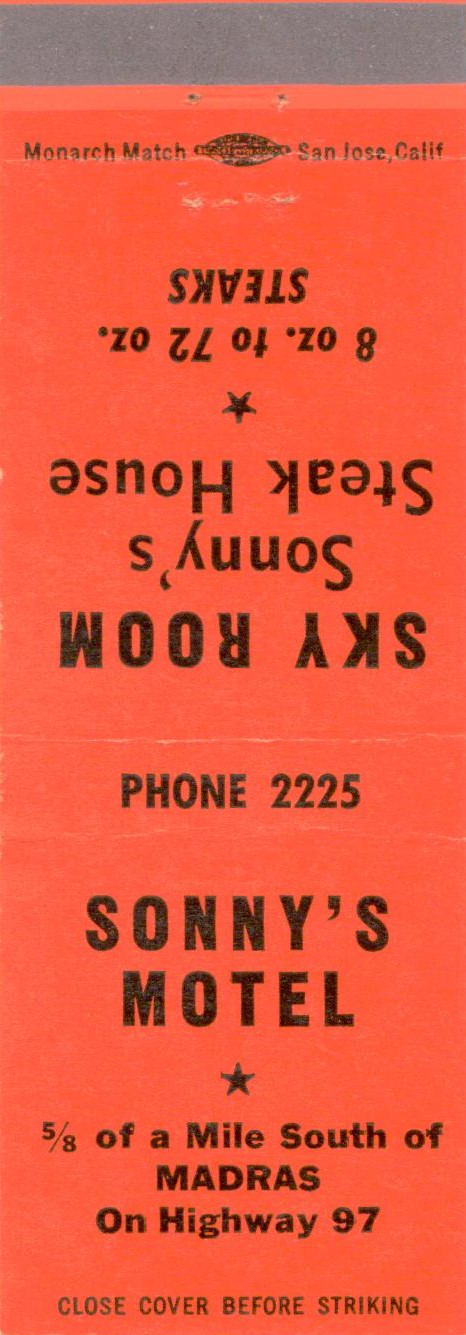 Monarch Match San Jose, Calif
SKY ROOM
Sonny's
Steak House
8 oz. to 72 oz.
STEAKS
PHONE 2225
SONNY'S
MOTEL
5/8 of a Mile South of
MADRAS
On Highway 97
CLOSE COVER BEFORE STRIKING